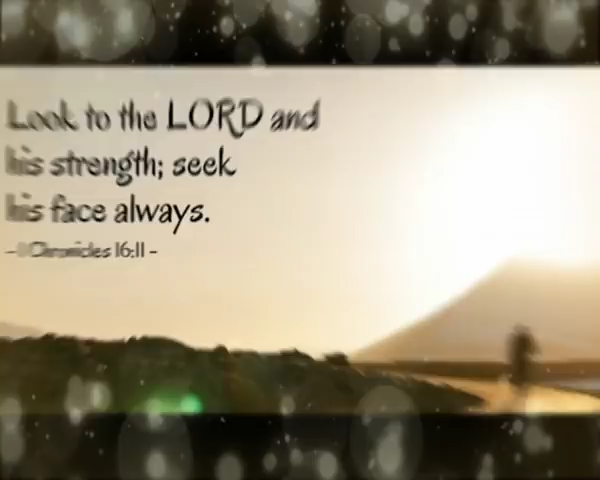 Look to the LORD and
his strength; seek
his face always.
- Chronicles 16:11 -